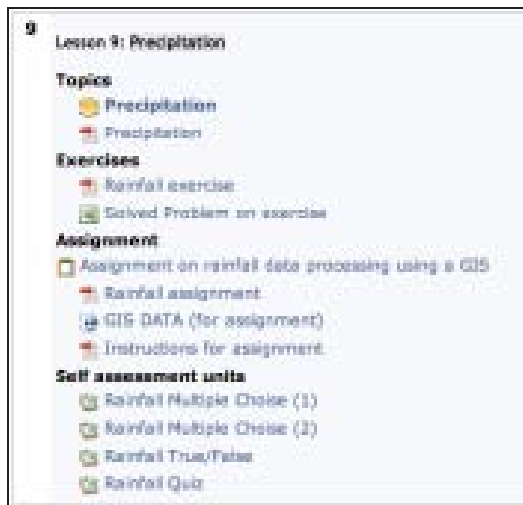 9
Lesson 9: Precipitation
Topics
Precipitation
Precipitation
Exercises
Rainfall exercise
Solved Problem on exercise
Assignment
Assignment on rainfall data processing using a GIS
Rainfall assignment
GIS DATA (for assignment)
Instructions for assignment
Self assessment units
Rainfall Multiple Choise (1)
Rainfall Multiple Choise (2)
Rainfall True/False
Rainfall Quiz